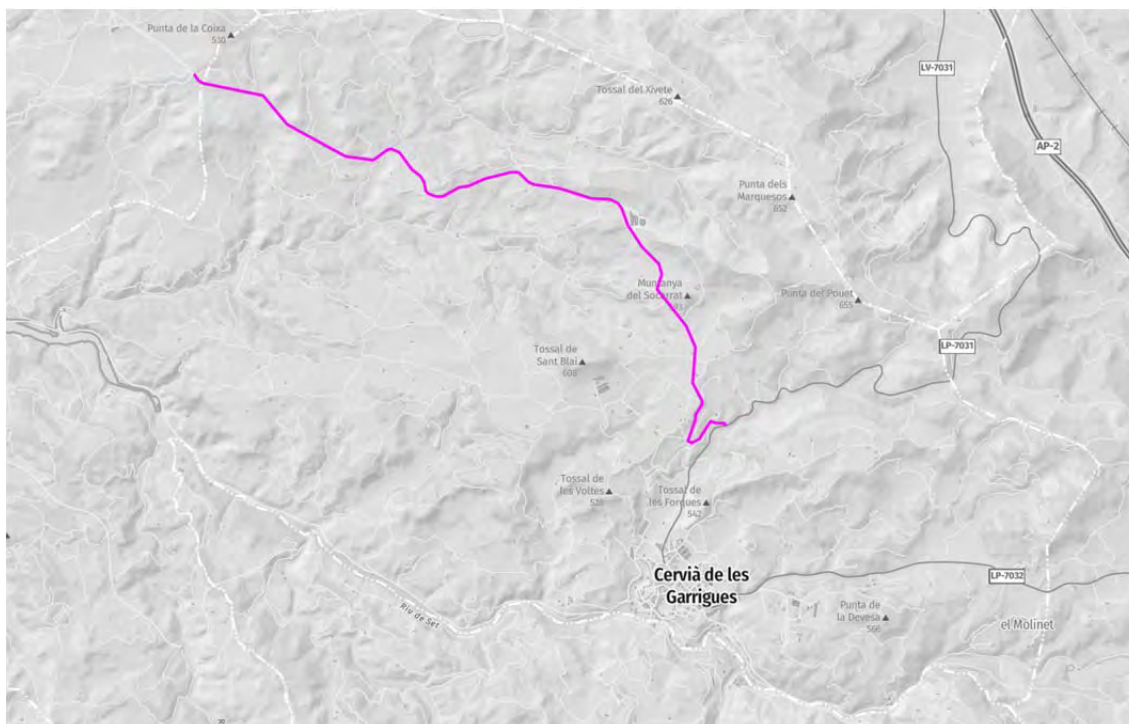 Punta de la Coixa
530
LV-7031
Tossal del Xivete
626
AP-2
Punta dels
Marquesos
652
Muntanya
del Socarrat
Punta del Pouet
655
LP-7031
Tossal de
Sant Blai
608
Tossal de
les Voltes
Tossal de
les Forques
542
Cervià de les
Garrigues
LP-7032
Riu de Set
Punta de
la Devesa
566
el Molinet